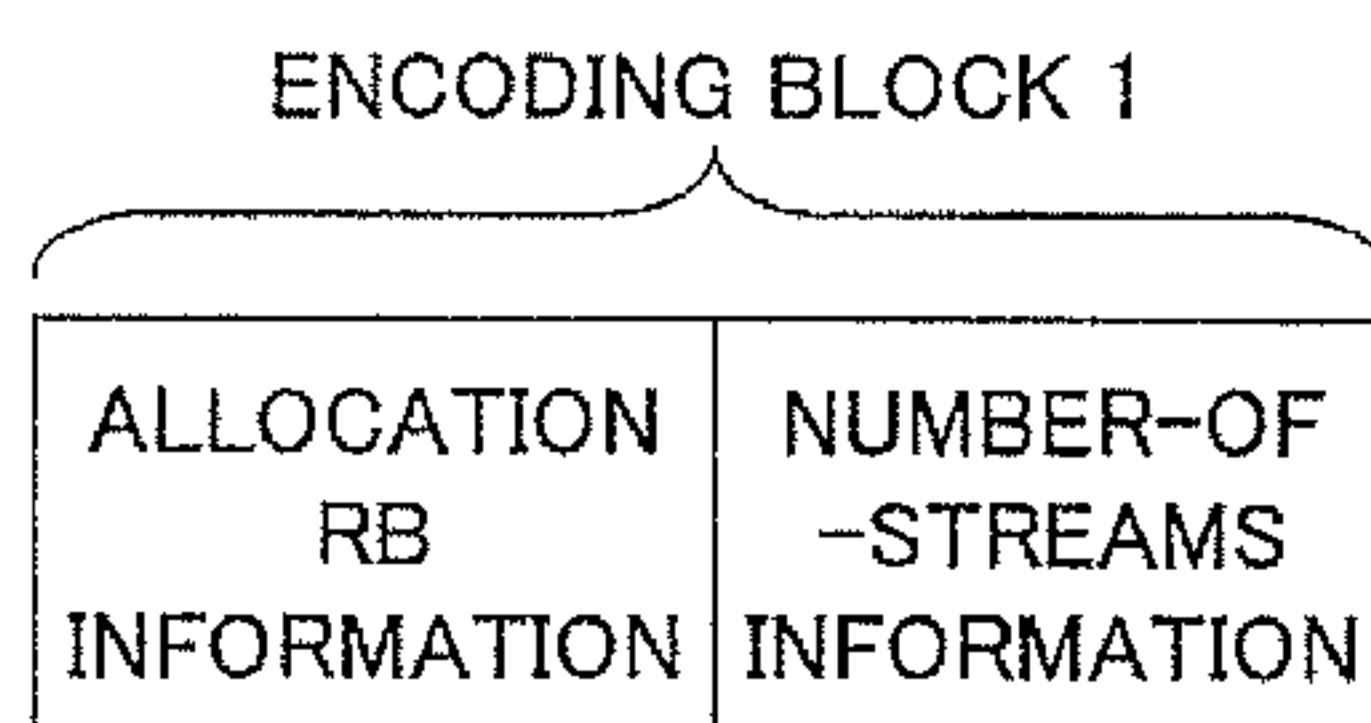 ENCODING BLOCK 1
ALLOCATION
RB
INFORMATION
NUMBER-OF
-STREAMS
INFORMATION